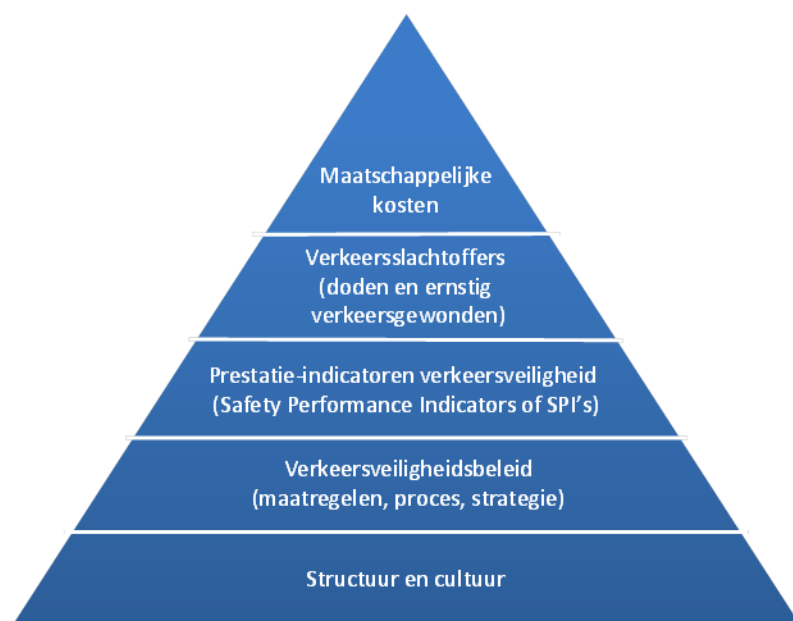 Maatschappelijke
kosten
Verkeersslachtoffers
(doden en ernstig
verkeersgewonden)
Prestatie-indicatoren verkeersveiligheid
(Safety Performance Indicators of SPI's)
Verkeersveiligheidsbeleid
(maatregelen, proces, strategie)
Structuur en cultuur